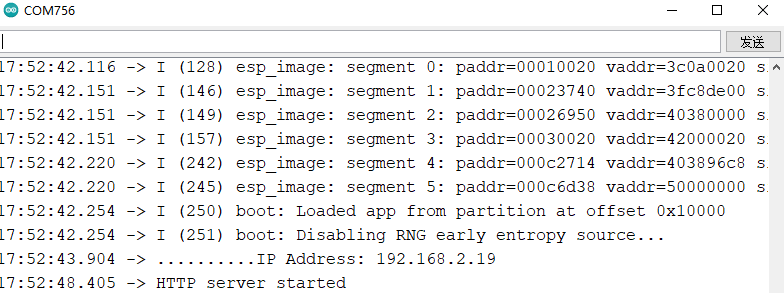 COM756
发送
17:52:42.116 -> I (128) esp_image: segment 0: paddr=00010020 vaddr=3c0a0020 s
17:52:42.151 -> I (146) esp_image: segment 1: paddr=00023740 vaddr=3fc8de00 s
17:52:42.151 -> I (149) esp_image: segment 2: paddr=00026950 vaddr=40380000 s
17:52:42.151 -> I (157) esp_image: segment 3: paddr=00030020 vaddr=42000020 s
17:52:42.220 -> I (242) esp_image: segment 4: paddr=000c2714 vaddr=403896c8 s
17:52:42.220 -> I (245) esp_image: segment 5: paddr=000c6d38 vaddr=50000000 s
17:52:42.254 -> I (250) boot: Loaded app from partition at offset 0x10000
17:52:42.254 -> I (251) boot: Disabling RNG early entropy source...
17:52:43.904 -> ..........IP Address: 192.168.2.19
17:52:48.405 -> HTTP server started